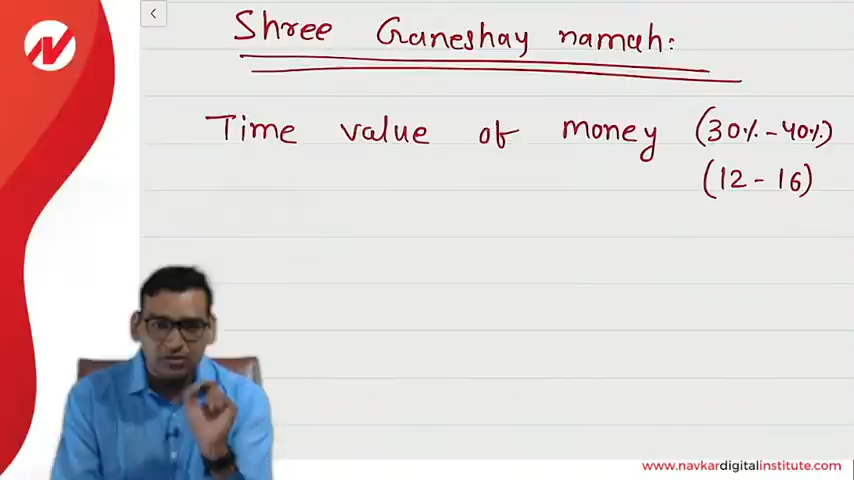 Shree Ganeshay namah:
Time value of money (30% - 40%)
(12 - 16)
www.navkardigitalinstitute.com